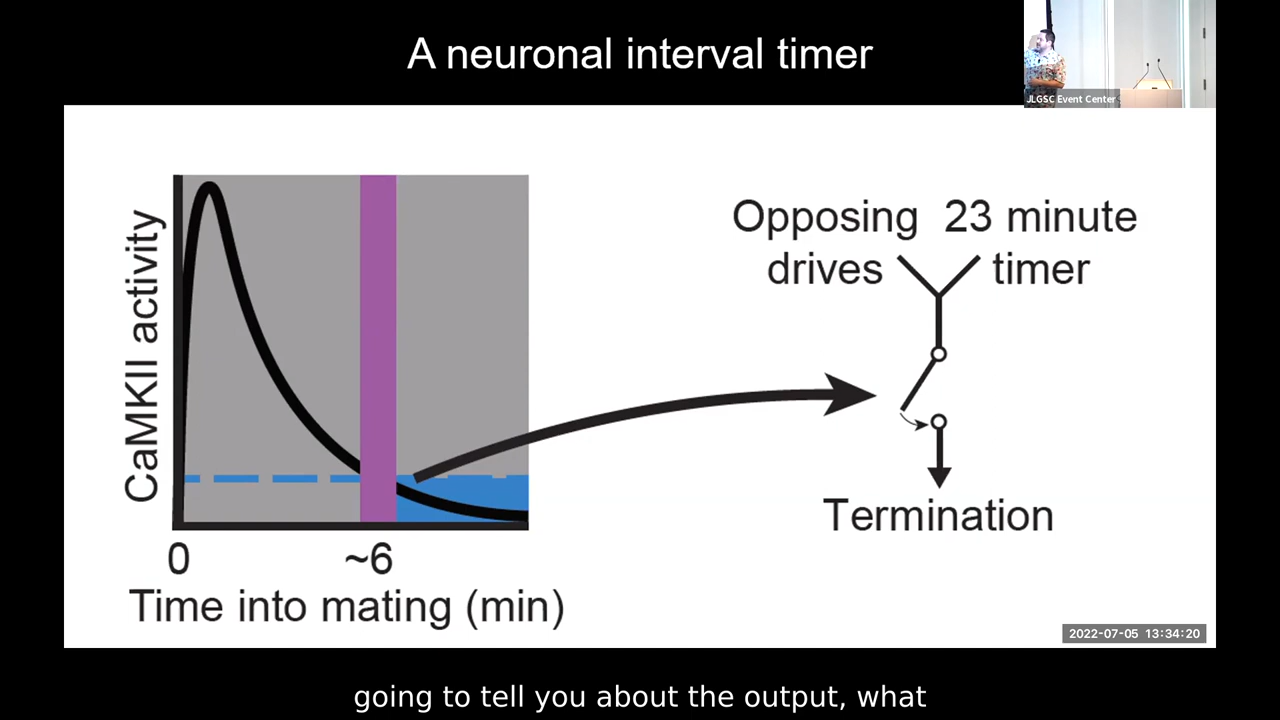 A neuronal interval timer
JLGSC Event Center
CaMKII activity
0
~6
Time into mating (min)
Opposing
drives
23 minute
timer
Termination
2022-07-05 13:34:20
going to tell you about the output, what